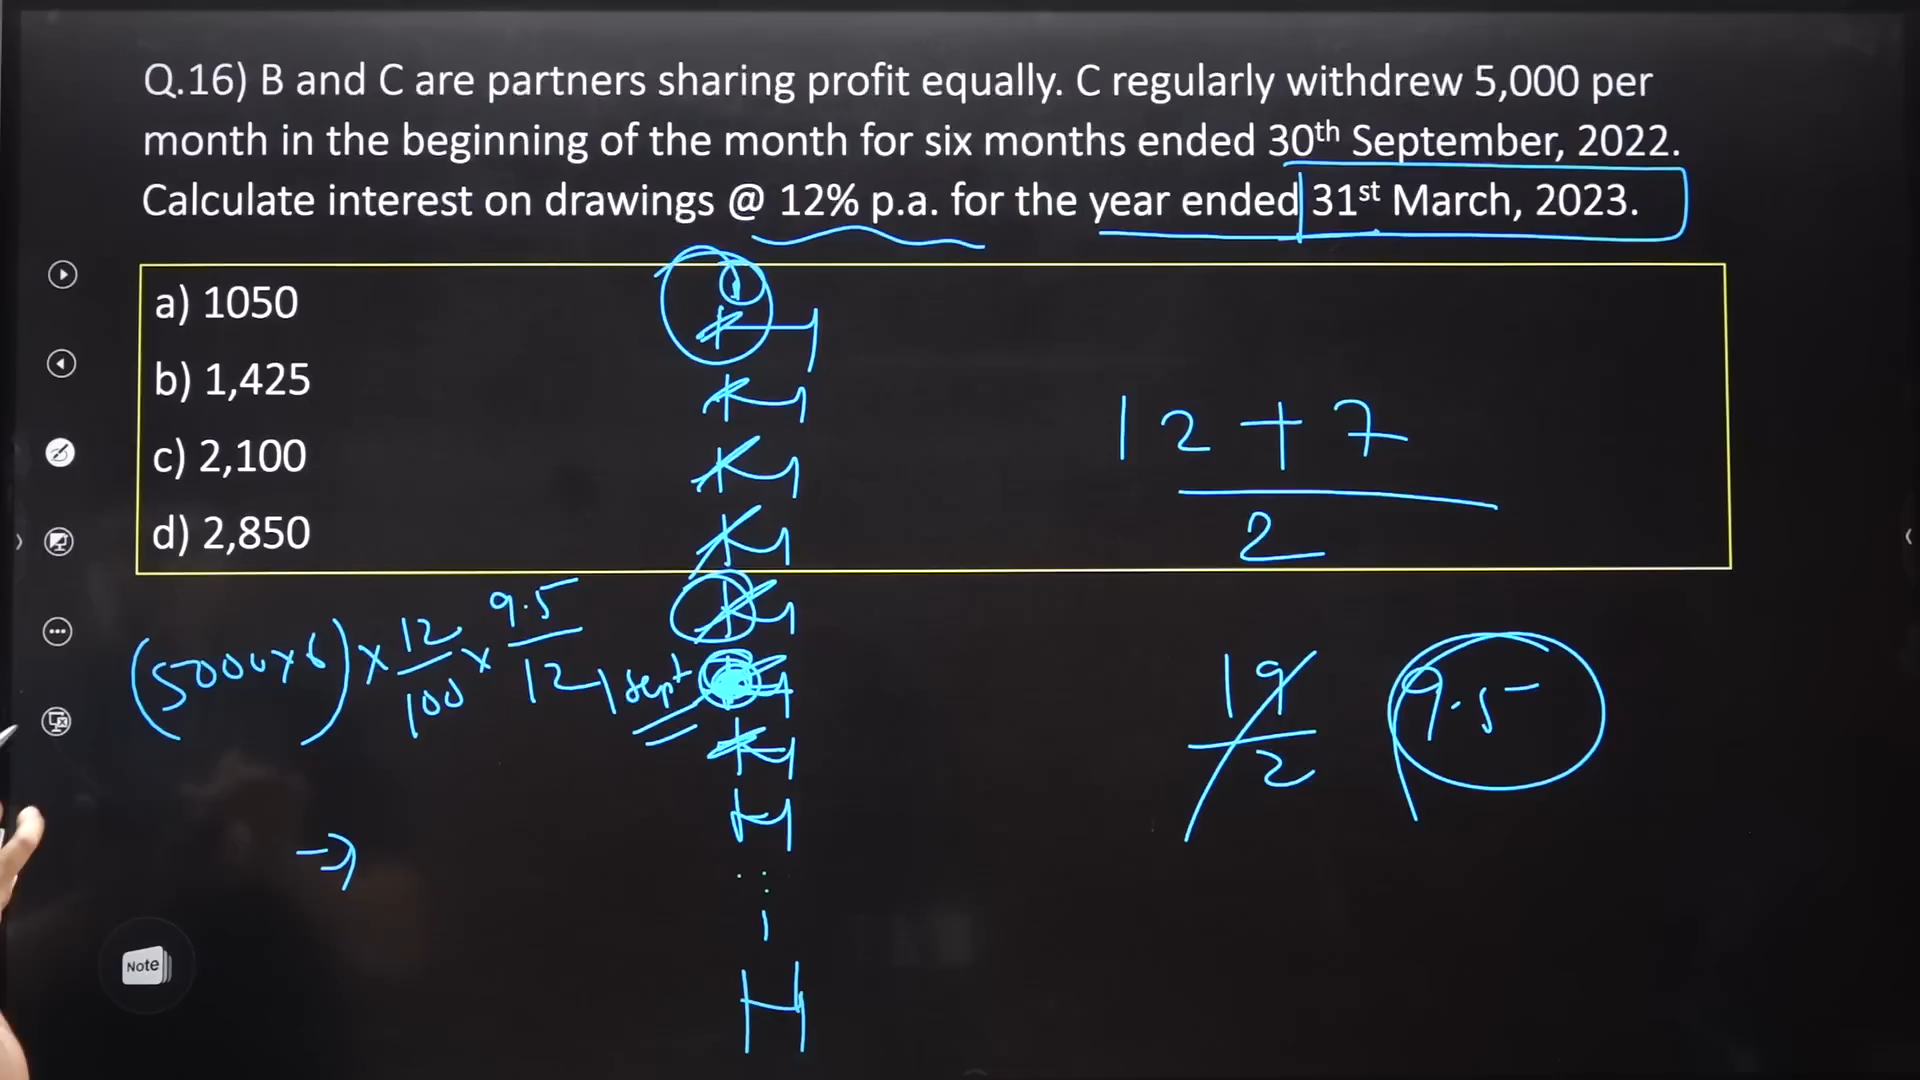 Q.16) B and C are partners sharing profit equally. C regularly withdrew 5,000 per
month in the beginning of the month for six months ended 30th September, 2022.
Calculate interest on drawings @ 12% p.a. for the year ended 31st March, 2023.
a) 1050
b) 1,425
c) 2,100
d) 2,850
12 + 7
2
(5000 x 6) x 12/100 x 9.5/12
1 Sept
19/2
9.5
Note